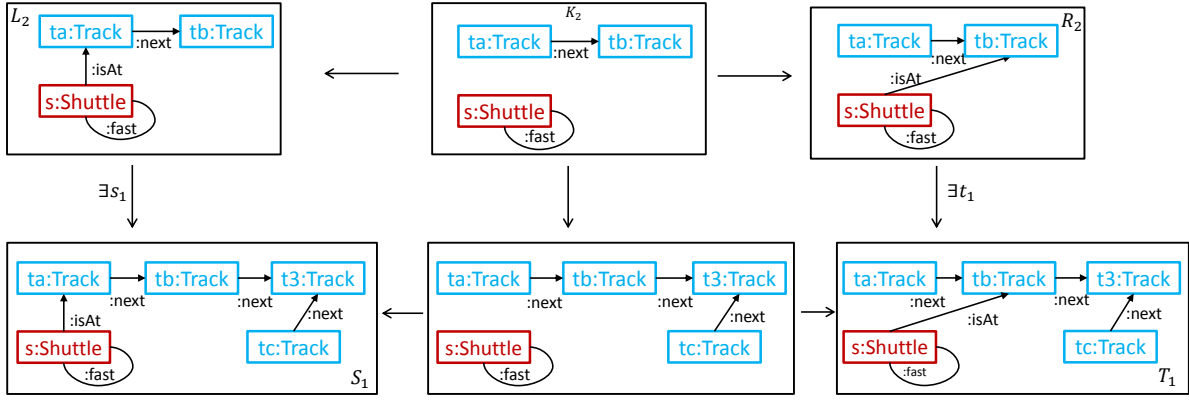 L₂
ta:Track :next tb:Track
:isAt
s:Shuttle
:fast
K₂
ta:Track :next tb:Track
s:Shuttle
:fast
R₂
ta:Track :next tb:Track
:isAt
s:Shuttle
:fast
∃s₁
∃t₁
ta:Track :next tb:Track :next t3:Track
:isAt :next
s:Shuttle tc:Track
:fast
S₁
ta:Track :next tb:Track :next t3:Track
:next
s:Shuttle tc:Track
:fast
ta:Track :next tb:Track :next t3:Track
:isAt :next
s:Shuttle tc:Track
:fast
T₁